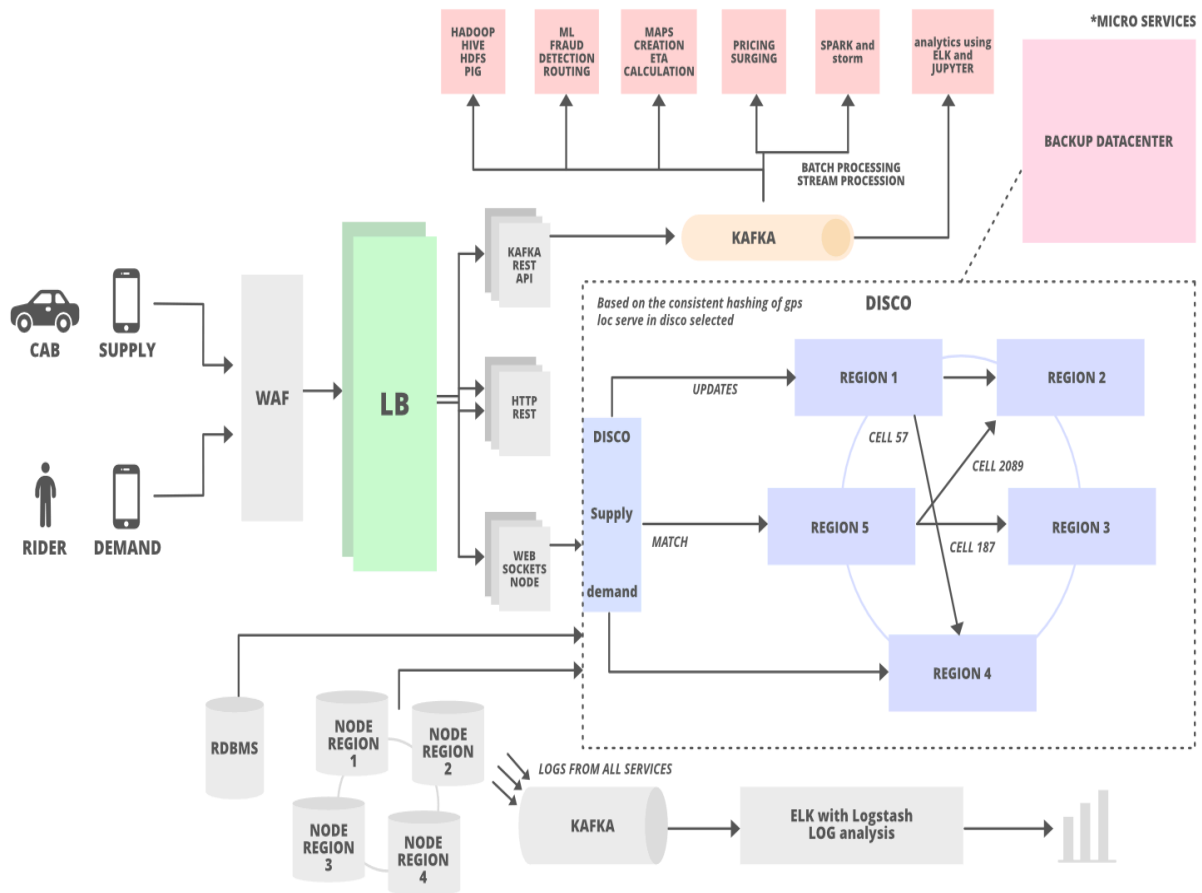 *MICRO SERVICES
HADOOP
HIVE
HDFS
PIG
ML
FRAUD
DETECTION
ROUTING
MAPS
CREATION
ETA
CALCULATION
PRICING
SURGING
SPARK and
storm
analytics using
ELK and
JUPYTER
BACKUP DATACENTER
BATCH PROCESSING
STREAM PROCESSION
KAFKA
REST
API
KAFKA
CAB
SUPPLY
WAF
LB
HTTP
REST
RIDER
DEMAND
WEB
SOCKETS
NODE
Based on the consistent hashing of gps
loc serve in disco selected
DISCO
UPDATES
REGION 1
REGION 2
DISCO
CELL 57
CELL 2089
Supply
MATCH
REGION 5
REGION 3
CELL 187
demand
REGION 4
RDBMS
NODE
REGION
1
NODE
REGION
2
NODE
REGION
3
NODE
REGION
4
LOGS FROM ALL SERVICES
KAFKA
ELK with Logstash
LOG analysis